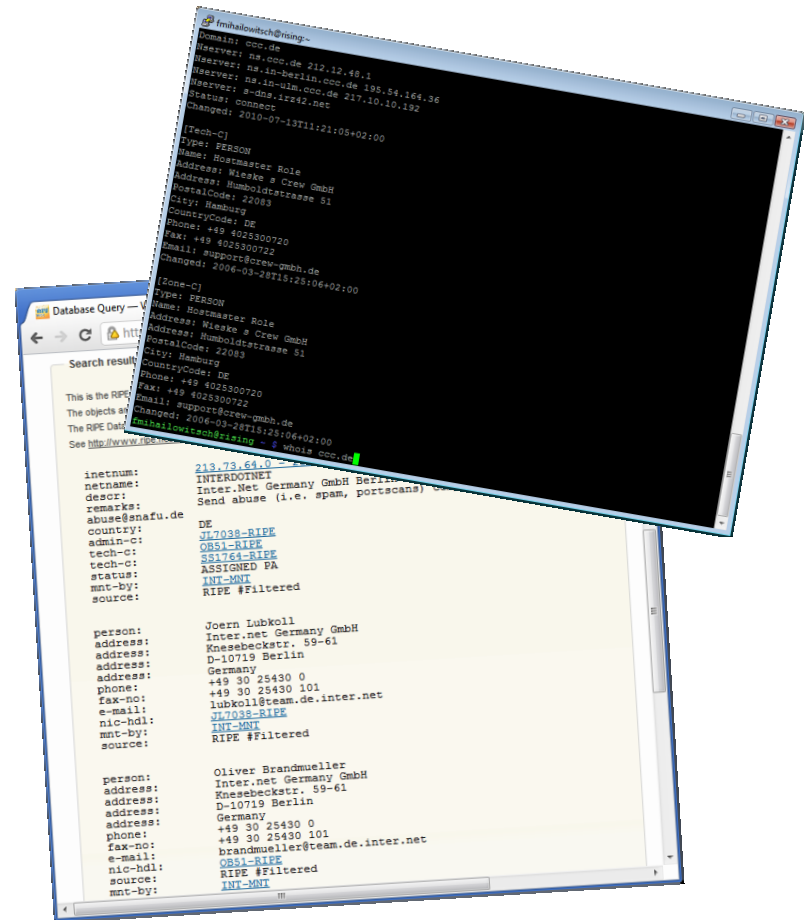 fmihailowitsch@rising:~
Domain: ccc.de
Nserver: ns.ccc.de 212.12.48.1
Nserver: ns.in-berlin.ccc.de 195.54.164.36
Nserver: ns.in-ulm.ccc.de 217.10.10.192
Nserver: s-dns.irz42.net
Status: connect
Changed: 2010-07-13T11:21:05+02:00
[Tech-C]
Type: PERSON
Name: Hostmaster Role
Address: Wieske s Crew GmbH
Address: Humboldtstrasse 51
PostalCode: 22083
City: Hamburg
CountryCode: DE
Phone: +49 4025300720
Fax: +49 4025300722
Email: support@crew-gmbh.de
Changed: 2006-03-28T15:25:06+02:00
[Zone-C]
Type: PERSON
Name: Hostmaster Role
Address: Wieske s Crew GmbH
Address: Humboldtstrasse 51
PostalCode: 22083
City: Hamburg
CountryCode: DE
Phone: +49 4025300720
Fax: +49 4025300722
Email: support@crew-gmbh.de
Changed: 2006-03-28T15:25:06+02:00
fmihailowitsch@rising ~ $ whois ccc.de
Database Query — 
Search result
This is the RIPE
The objects
The RIPE
See http://www.ripe
inetnum: 213.73.64.0 -
netname: INTERDOTNET
descr: Inter.Net Germany GmbH
remarks: Send abuse (i.e. spam, portscans)
abuse@snafu.de
country: DE
admin-c: JL7038-RIPE
tech-c: OB51-RIPE
tech-c: SS1764-RIPE
status: ASSIGNED PA
mnt-by: INT-MNT
source: RIPE #Filtered
person: Joern Lubkoll
address: Inter.net Germany GmbH
address: Knesebeckstr. 59-61
address: D-10719 Berlin
address: Germany
phone: +49 30 25430 0
fax-no: +49 30 25430 101
e-mail: lubkoll@team.de.inter.net
nic-hdl: JL7038-RIPE
mnt-by: INT-MNT
source: RIPE #Filtered
person: Oliver Brandmueller
address: Inter.net Germany GmbH
address: Knesebeckstr. 59-61
address: D-10719 Berlin
address: Germany
phone: +49 30 25430 0
fax-no: +49 30 25430 101
e-mail: brandmueller@team.de.inter.net
nic-hdl: OB51-RIPE
source: RIPE #Filtered
mnt-by: INT-MNT